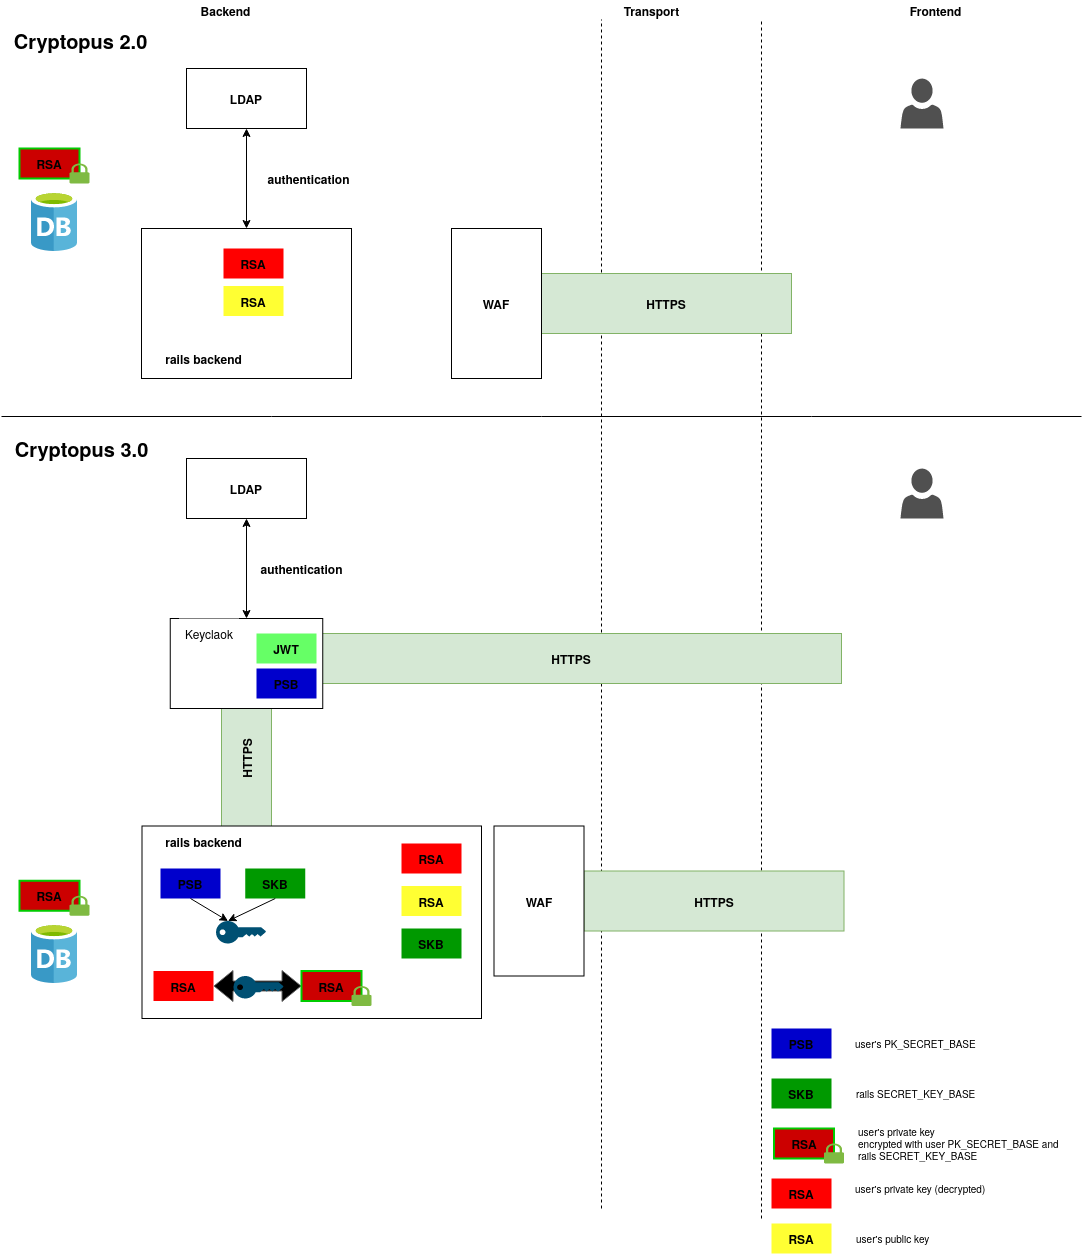 Backend
Transport
Frontend
Cryptopus 2.0
LDAP
RSA
authentication
DB
RSA
RSA
WAF
HTTPS
rails backend
Cryptopus 3.0
LDAP
authentication
Keyclaok
JWT
HTTPS
PSB
HTTPS
rails backend
RSA
PSB
SKB
RSA
RSA
WAF
HTTPS
SKB
DB
RSA
RSA
PSB
user's PK_SECRET_BASE
SKB
rails SECRET_KEY_BASE
RSA
user's private key
encrypted with user PK_SECRET_BASE and
rails SECRET_KEY_BASE
RSA
user's private key (decrypted)
RSA
user's public key